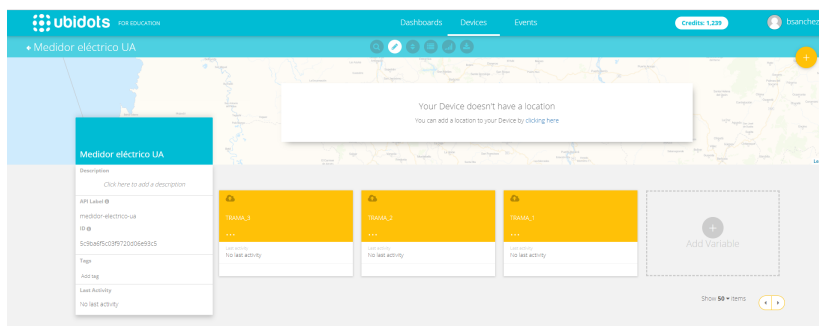 ubidots FOR EDUCATION
Dashboards Devices Events
Credits: 1,235
bsanchez
Medidor eléctrico UA
Your Device doesn't have a location
You can add a location to your Device by clicking here
Medidor eléctrico UA
Description
Click here to add a description
API Label
medidor-electrico-ua
ID
5c9ba6f5c03f9720d06e93c5
Tags
Add tag
Last Activity
No last activity
TRAMA_3
...
Last activity
No last activity
TRAMA_2
...
Last activity
No last activity
TRAMA_1
...
Last activity
No last activity
Add Variable
Show 50 items